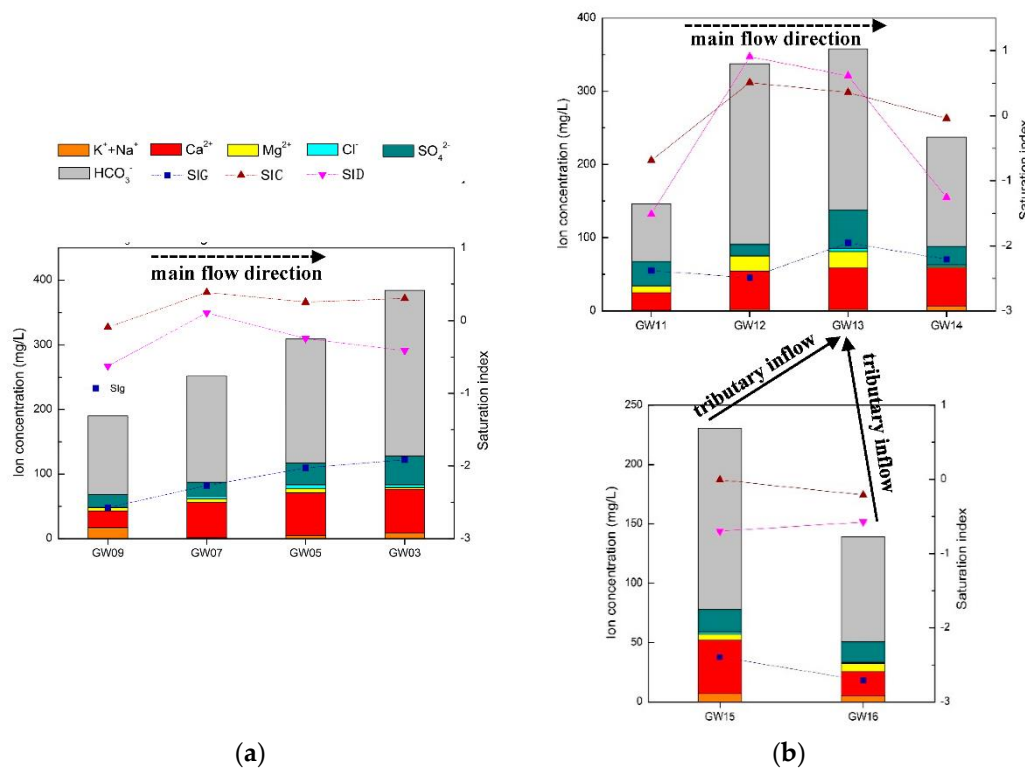 K⁺+Na⁺ Ca²⁺ Mg²⁺ Cl⁻ SO₄²⁻
HCO₃⁻ SIG SIC SID
main flow direction
Ion concentration (mg/L)
400
300
200
100
0
1
0
-1
-2
-3
Saturation index
SIg
GW09 GW07 GW05 GW03
(a)
main flow direction
Ion concentration (mg/L)
400
300
200
100
0
1
0
-1
-2
-3
Saturation index
GW11 GW12 GW13 GW14
tributary inflow
tributary inflow
Ion concentration (mg/L)
250
200
150
100
50
0
1
0
-1
-2
-3
Saturation index
GW15 GW16
(b)